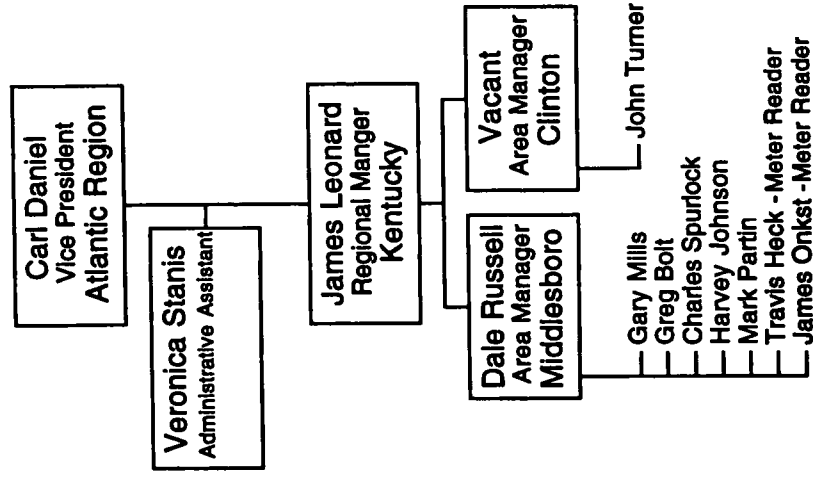 Carl Daniel
Vice President
Atlantic Region
Veronica Stanis
Administrative Assistant
James Leonard
Regional Manger
Kentucky
Dale Russell
Area Manager
Middlesboro
Gary Mills
Greg Bolt
Charles Spurlock
Harvey Johnson
Mark Partin
Travis Heck -Meter Reader
James Onkst -Meter Reader
Vacant
Area Manager
Clinton
John Turner